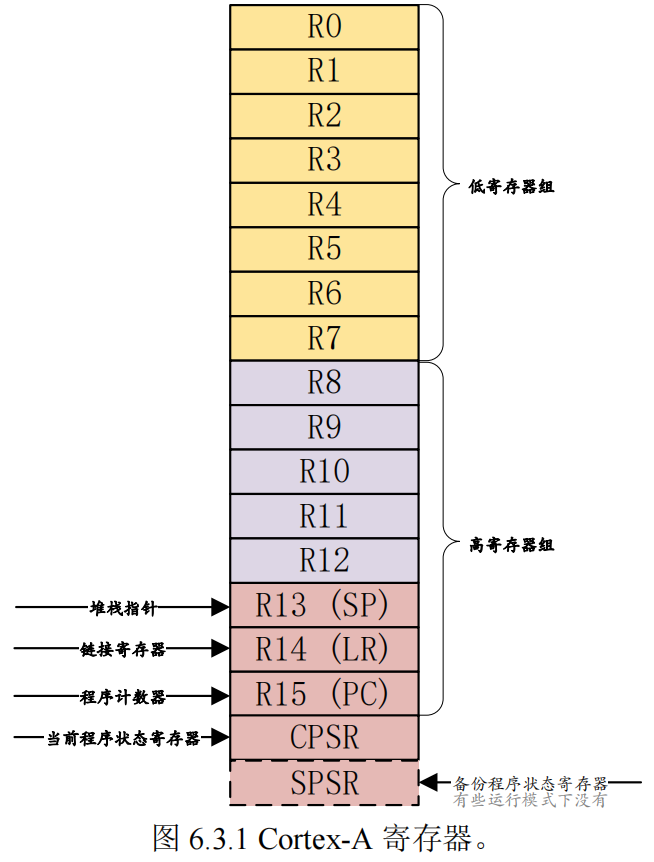 R0
R1
R2
R3
低寄存器组
R4
R5
R6
R7
R8
R9
R10
R11
高寄存器组
R12
堆栈指针 R13 (SP)
链接寄存器 R14 (LR)
程序计数器 R15 (PC)
当前程序状态寄存器 CPSR
SPSR 备份程序状态寄存器
有些运行模式下没有
图 6.3.1 Cortex-A 寄存器。